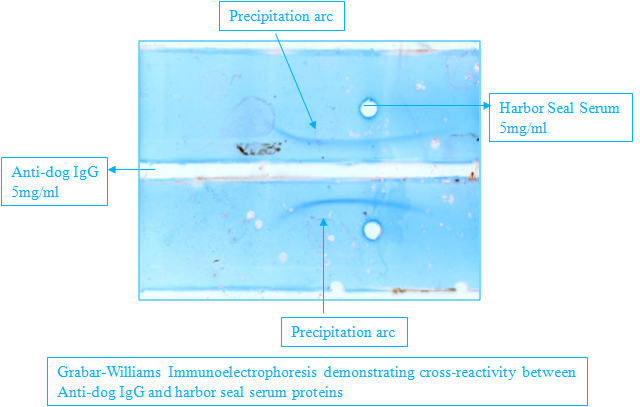 Precipitation arc
Harbor Seal Serum
5mg/ml
Anti-dog IgG
5mg/ml
Precipitation arc
Grabar-Williams Immunoelectrophoresis demonstrating cross-reactivity between
Anti-dog IgG and harbor seal serum proteins